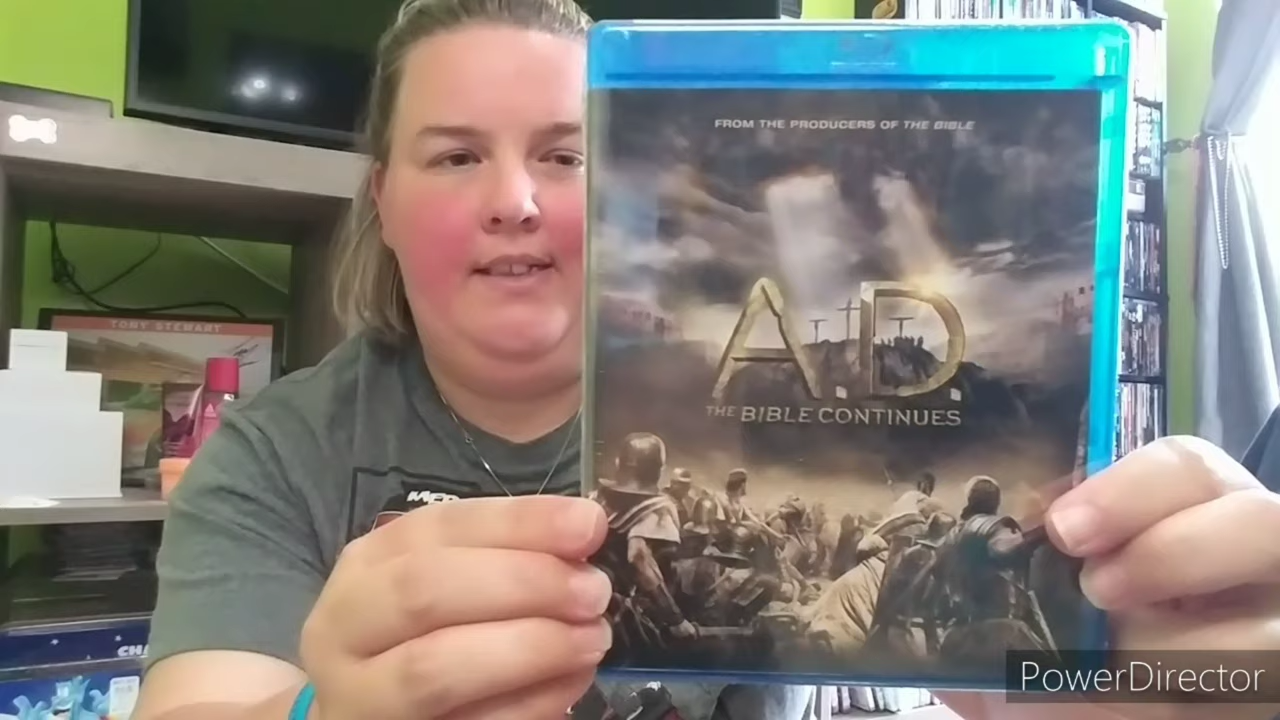 FROM THE PRODUCERS OF THE BIBLE
A.D.
THE BIBLE CONTINUES
TONY STEWART
PowerDirector